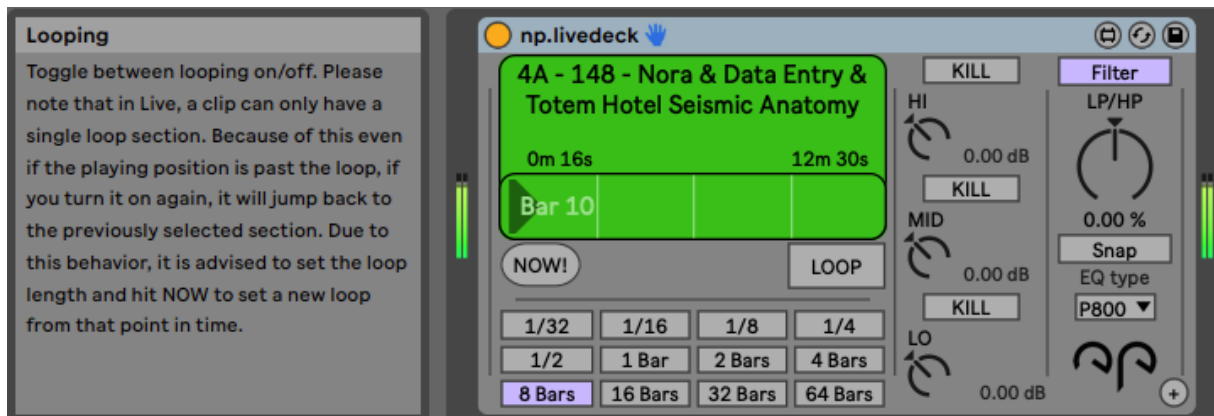 Looping
Toggle between looping on/off. Please
note that in Live, a clip can only have a
single loop section. Because of this even
if the playing position is past the loop, if
you turn it on again, it will jump back to
the previously selected section. Due to
this behavior, it is advised to set the loop
length and hit NOW to set a new loop
from that point in time.
np.livedeck
4A - 148 - Nora & Data Entry &
Totem Hotel Seismic Anatomy
0m 16s 12m 30s
Bar 10
NOW! LOOP
1/32 1/16 1/8 1/4
1/2 1 Bar 2 Bars 4 Bars
8 Bars 16 Bars 32 Bars 64 Bars
KILL
HI
0.00 dB
KILL
MID
0.00 dB
KILL
LO
0.00 dB
Filter
LP/HP
0.00 %
Snap
EQ type
P800